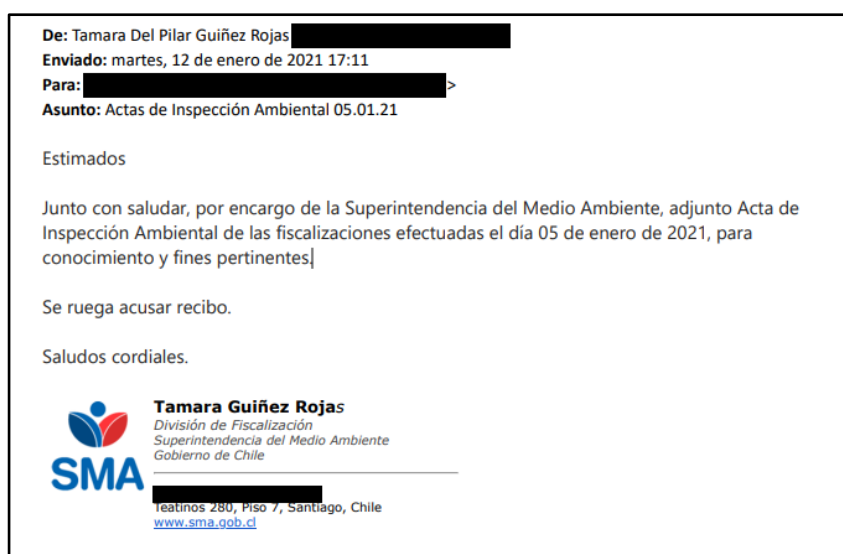 De: Tamara Del Pilar Guiñez Rojas
Enviado: martes, 12 de enero de 2021 17:11
Para: >
Asunto: Actas de Inspección Ambiental 05.01.21
Estimados
Junto con saludar, por encargo de la Superintendencia del Medio Ambiente, adjunto Acta de
Inspección Ambiental de las fiscalizaciones efectuadas el día 05 de enero de 2021, para
conocimiento y fines pertinentes.
Se ruega acusar recibo.
Saludos cordiales.
SMA
Tamara Guiñez Rojas
División de Fiscalización
Superintendencia del Medio Ambiente
Gobierno de Chile
Teatinos 280, Piso 7, Santiago, Chile
www.sma.gob.cl